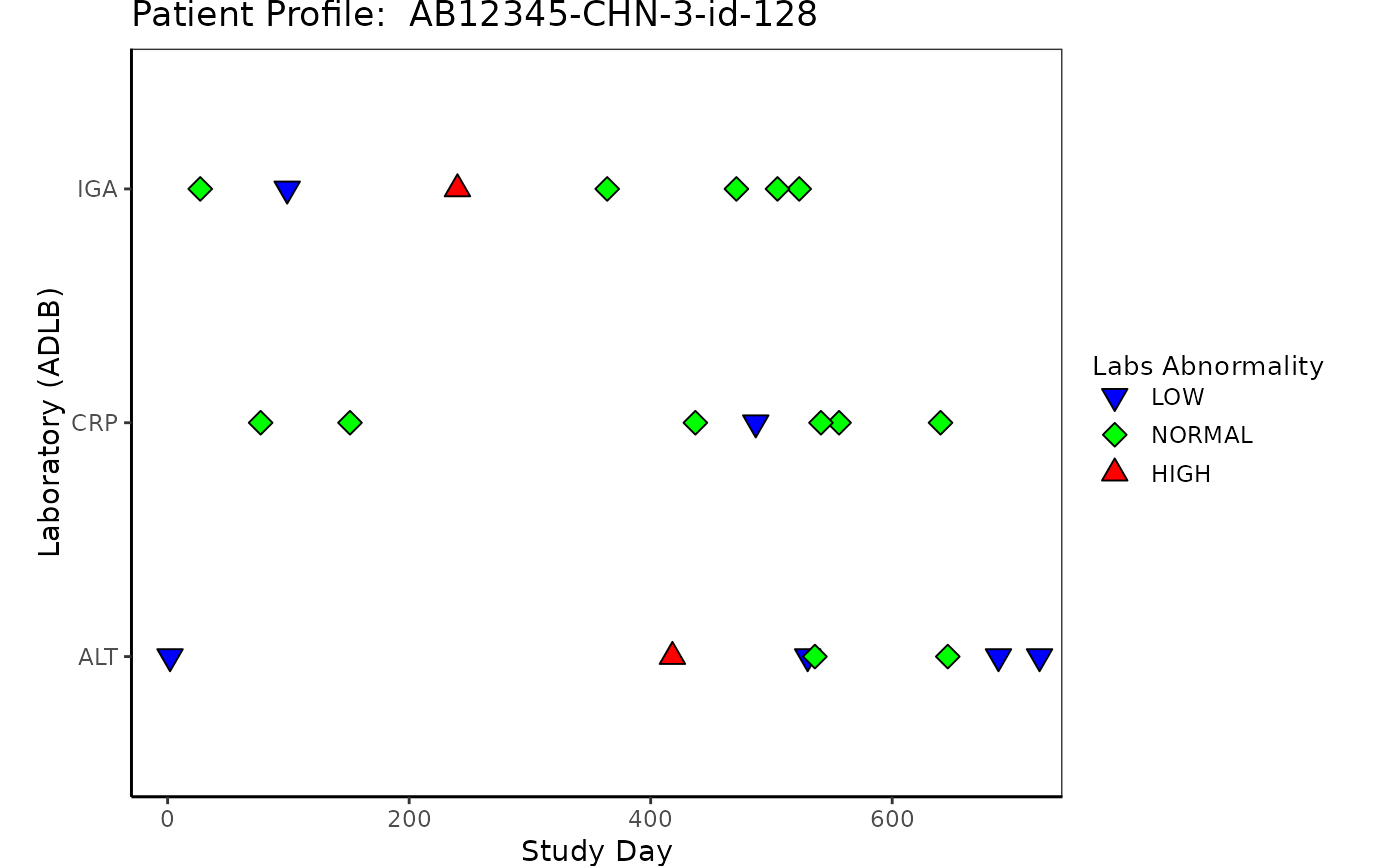 Patient Profile:  AB12345-CHN-3-id-128
Laboratory (ADLB)
IGA
CRP
ALT
0 200 400 600
Study Day
Labs Abnormality
LOW
NORMAL
HIGH